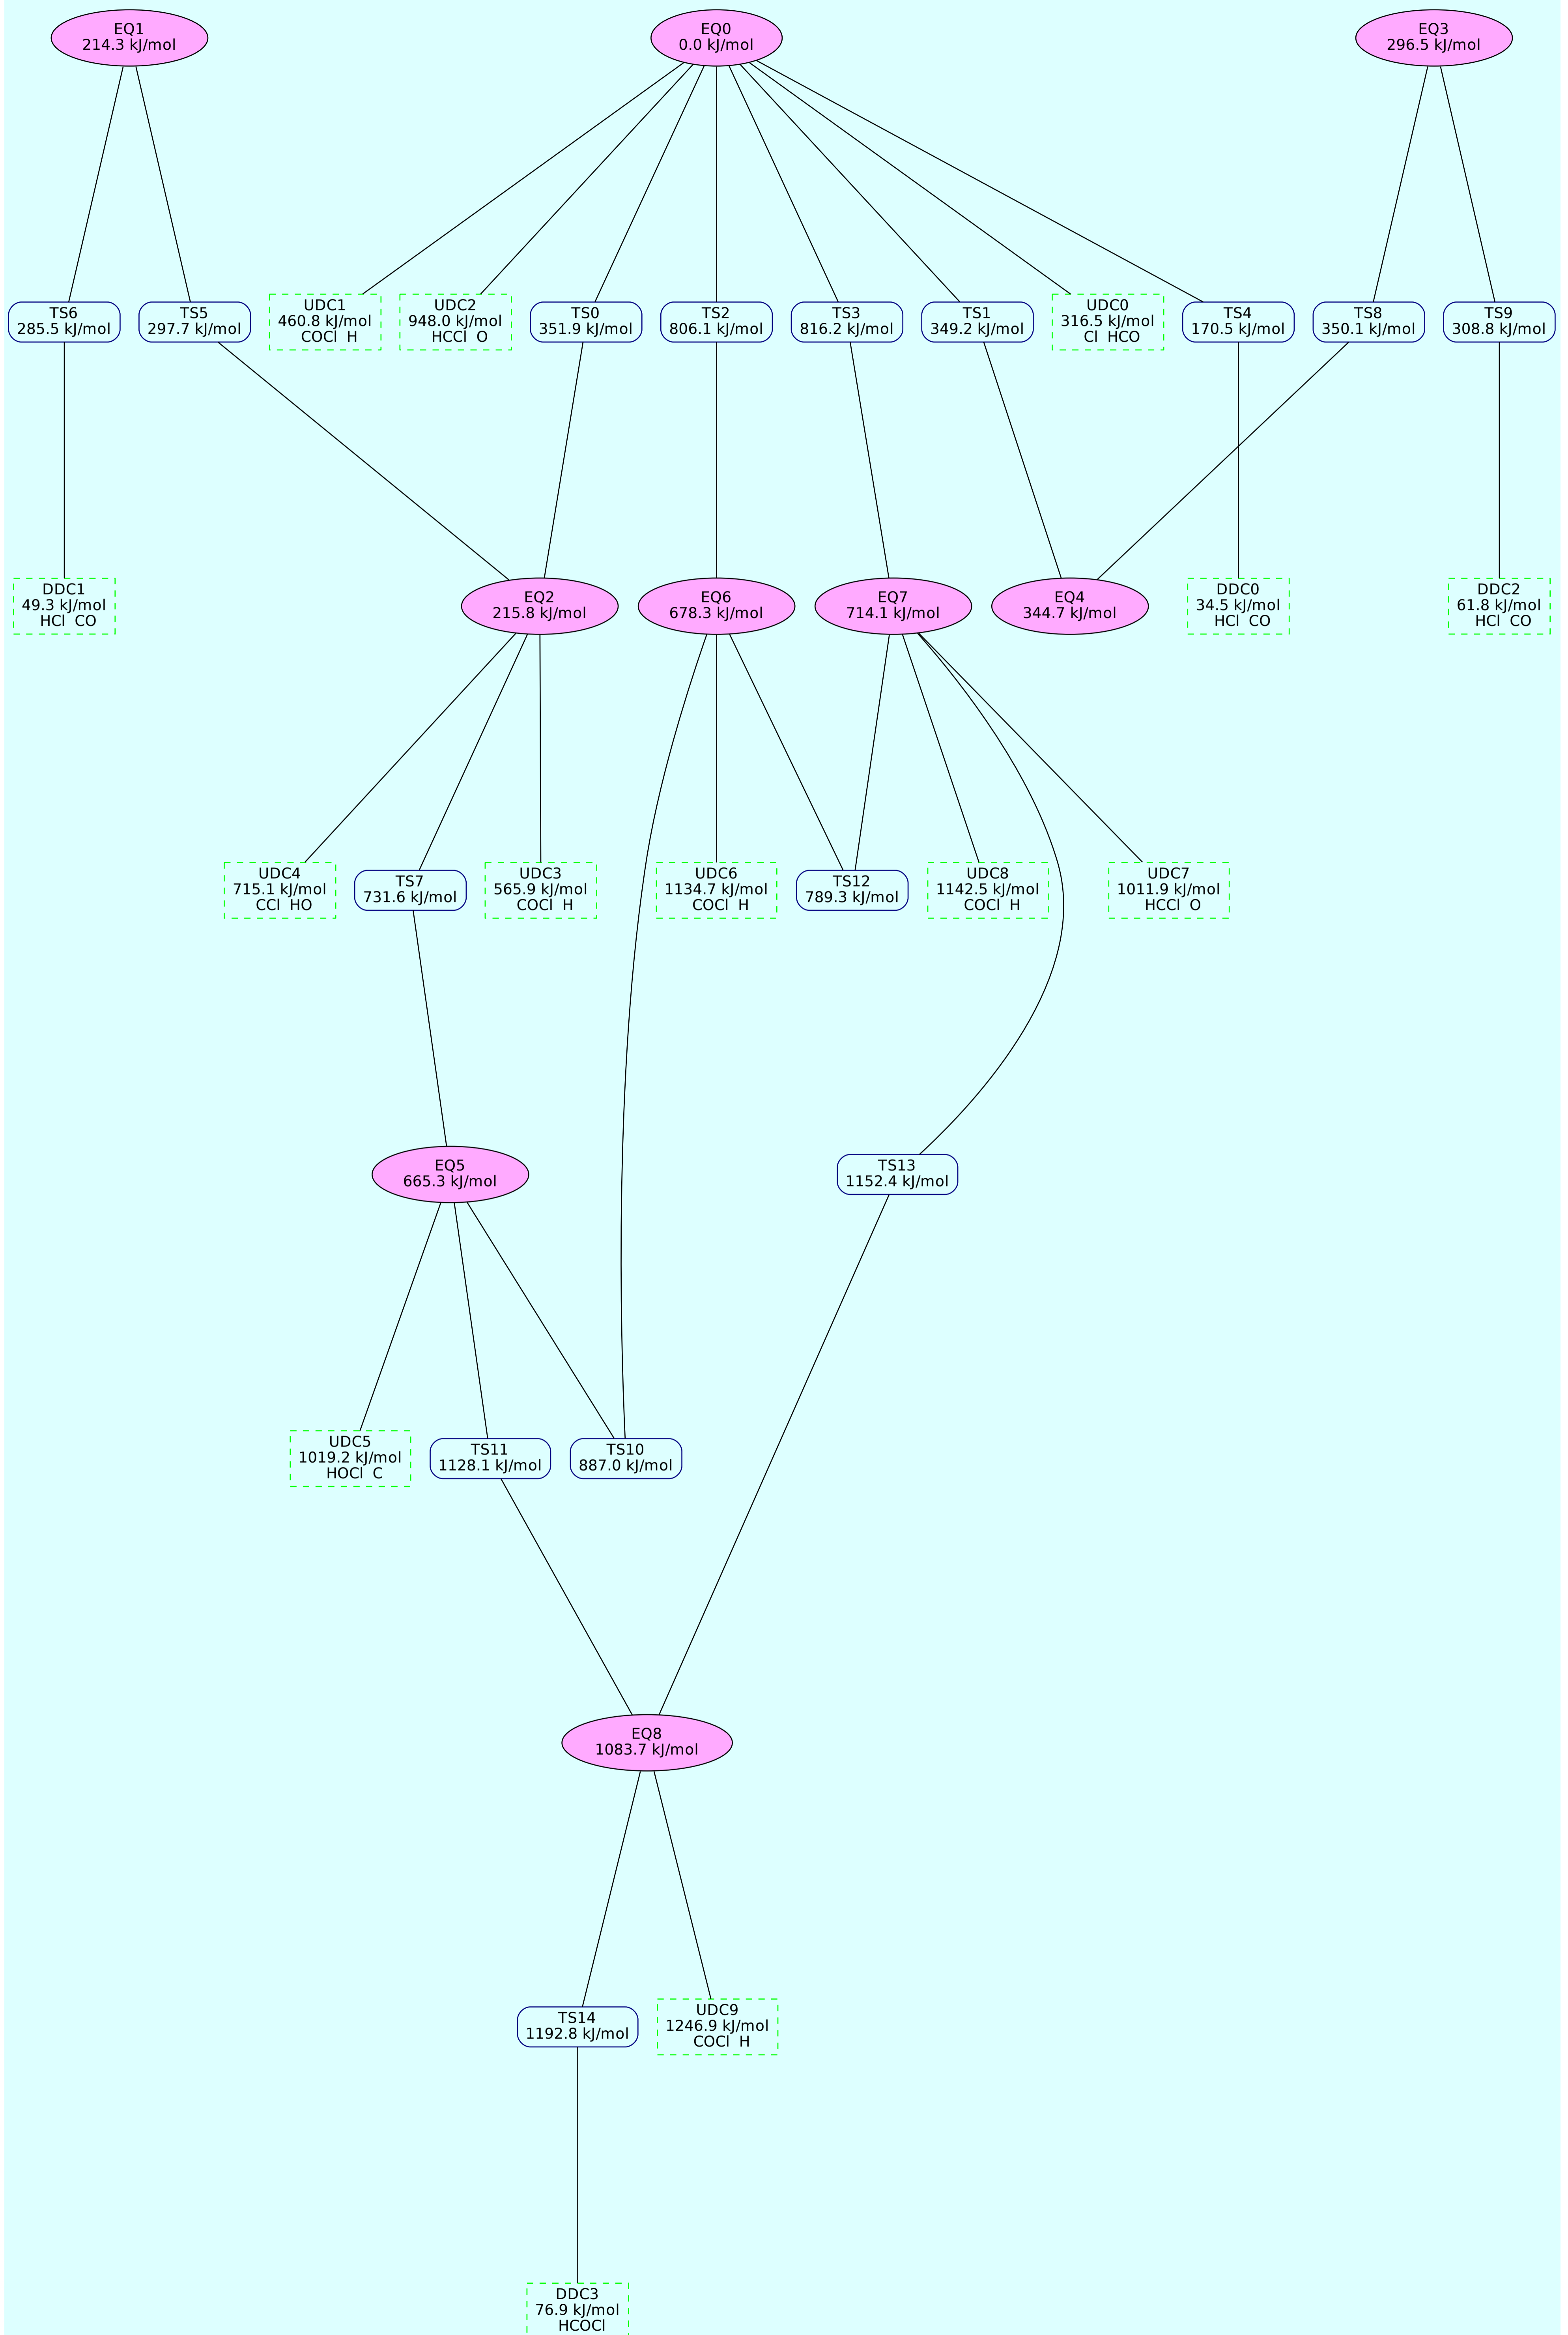 EQ1
214.3 kJ/mol
EQ0
0.0 kJ/mol
EQ3
296.5 kJ/mol
TS6
285.5 kJ/mol
TS5
297.7 kJ/mol
UDC1
460.8 kJ/mol
COCl H
UDC2
948.0 kJ/mol
HCCl O
TS0
351.9 kJ/mol
TS2
806.1 kJ/mol
TS3
816.2 kJ/mol
TS1
349.2 kJ/mol
UDC0
316.5 kJ/mol
Cl HCO
TS4
170.5 kJ/mol
TS8
350.1 kJ/mol
TS9
308.8 kJ/mol
DDC1
49.3 kJ/mol
HCl CO
EQ2
215.8 kJ/mol
EQ6
678.3 kJ/mol
EQ7
714.1 kJ/mol
EQ4
344.7 kJ/mol
DDC0
34.5 kJ/mol
HCl CO
DDC2
61.8 kJ/mol
HCl CO
UDC4
715.1 kJ/mol
CCl HO
TS7
731.6 kJ/mol
UDC3
565.9 kJ/mol
COCl H
UDC6
1134.7 kJ/mol
COCl H
TS12
789.3 kJ/mol
UDC8
1142.5 kJ/mol
COCl H
UDC7
1011.9 kJ/mol
HCCl O
EQ5
665.3 kJ/mol
TS13
1152.4 kJ/mol
UDC5
1019.2 kJ/mol
HOCl C
TS11
1128.1 kJ/mol
TS10
887.0 kJ/mol
EQ8
1083.7 kJ/mol
TS14
1192.8 kJ/mol
UDC9
1246.9 kJ/mol
COCl H
DDC3
76.9 kJ/mol
HCOCl